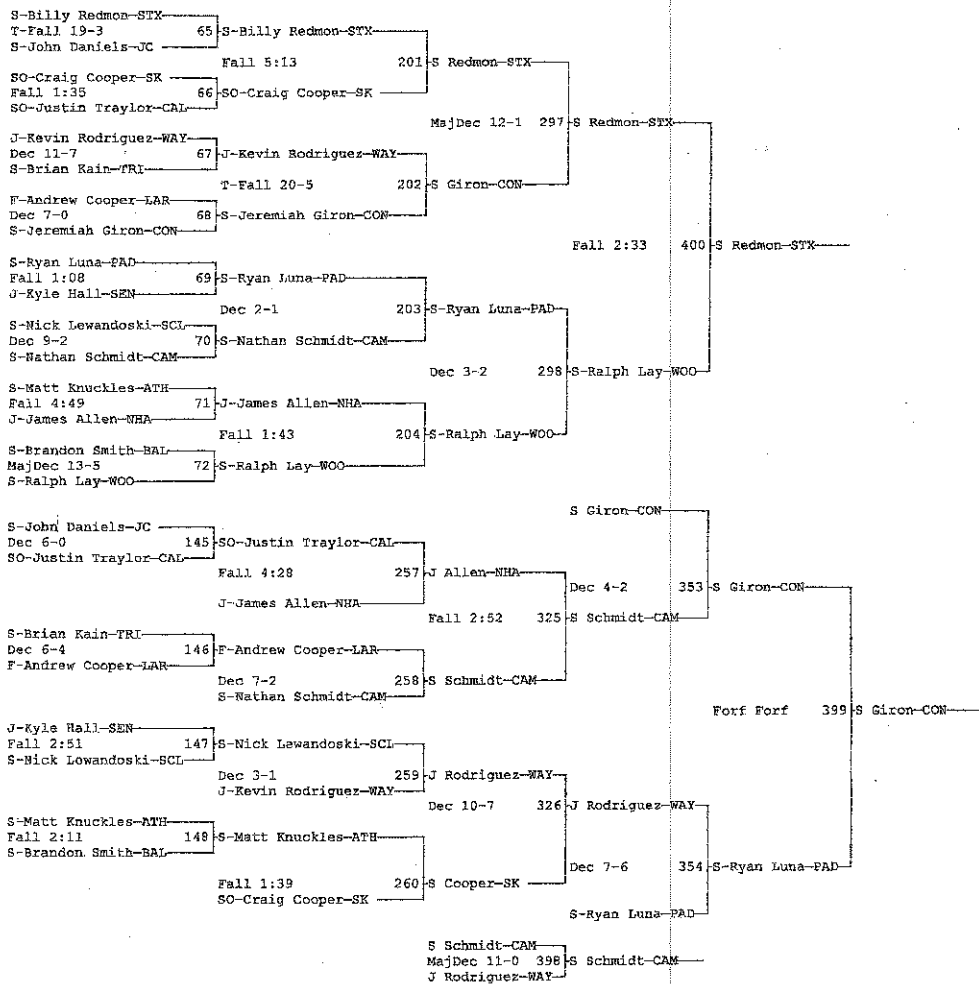 S-Billy Redmon-STX
T-Fall 19-3 65 S-Billy Redmon-STX
S-John Daniels-JC
Fall 5:13 201 S Redmon-STX
SO-Craig Cooper-SK
Fall 1:35 66 SO-Craig Cooper-SK
SO-Justin Traylor-CAL
MajDec 12-1 297 S Redmon-STX
J-Kevin Rodriguez-WAY
Dec 11-7 67 J-Kevin Rodriguez-WAY
S-Brian Kain-TRI
T-Fall 20-5 202 S Giron-CON
F-Andrew Cooper-LAR
Dec 7-0 68 S-Jeremiah Giron-CON
S-Jeremiah Giron-CON
Fall 2:33 400 S Redmon-STX
S-Ryan Luna-PAD
Fall 1:08 69 S-Ryan Luna-PAD
J-Kyle Hall-SEN
Dec 2-1 203 S-Ryan Luna-PAD
S-Nick Lewandoski-SCL
Dec 9-2 70 S-Nathan Schmidt-CAM
S-Nathan Schmidt-CAM
Dec 3-2 298 S-Ralph Lay-WOO
S-Matt Knuckles-ATH
Fall 4:49 71 J-James Allen-NHA
J-James Allen-NHA
Fall 1:43 204 S-Ralph Lay-WOO
S-Brandon Smith-BAL
MajDec 13-5 72 S-Ralph Lay-WOO
S-Ralph Lay-WOO
S Giron-CON
S-John Daniels-JC
Dec 6-0 145 SO-Justin Traylor-CAL
SO-Justin Traylor-CAL
Fall 4:28 257 J Allen-NHA
Dec 4-2 353 S Giron-CON
J-James Allen-NHA
Fall 2:52 325 S Schmidt-CAM
S-Brian Kain-TRI
Dec 6-4 146 F-Andrew Cooper-LAR
F-Andrew Cooper-LAR
Dec 7-2 258 S Schmidt-CAM
S-Nathan Schmidt-CAM
Forf Forf 399 S Giron-CON
J-Kyle Hall-SEN
Fall 2:51 147 S-Nick Lewandoski-SCL
S-Nick Lowandoski-SCL
Dec 3-1 259 J Rodriguez-WAY
J-Kevin Rodriguez-WAY
Dec 10-7 326 J Rodriguez-WAY
S-Matt Knuckles-ATH
Fall 2:11 148 S-Matt Knuckles-ATH
S-Brandon Smith-BAL
Dec 7-6 354 S-Ryan Luna-PAD
Fall 1:39 260 S Cooper-SK
SO-Craig Cooper-SK
S-Ryan Luna-PAD
S Schmidt-CAM
MajDec 11-0 398 S Schmidt-CAM
J Rodriguez-WAY